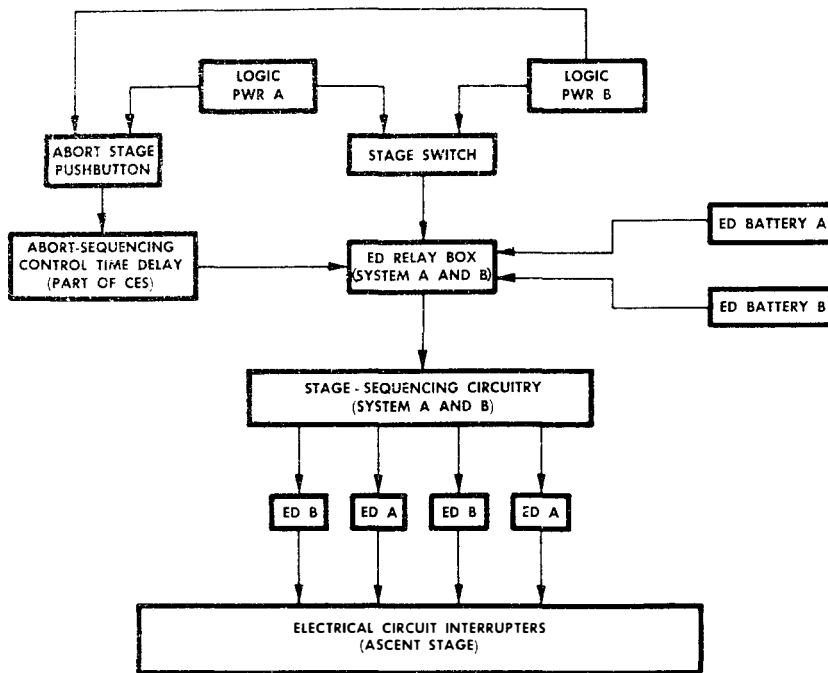 LOGIC
PWR A
LOGIC
PWR B
ABORT STAGE
PUSHBUTTON
STAGE SWITCH
ABORT-SEQUENCING
CONTROL TIME DELAY
(PART OF CES)
ED RELAY BOX
(SYSTEM A AND B)
ED BATTERY A
ED BATTERY B
STAGE - SEQUENCING CIRCUITRY
(SYSTEM A AND B)
ED B
ED A
ED B
ED A
ELECTRICAL CIRCUIT INTERRUPTERS
(ASCENT STAGE)